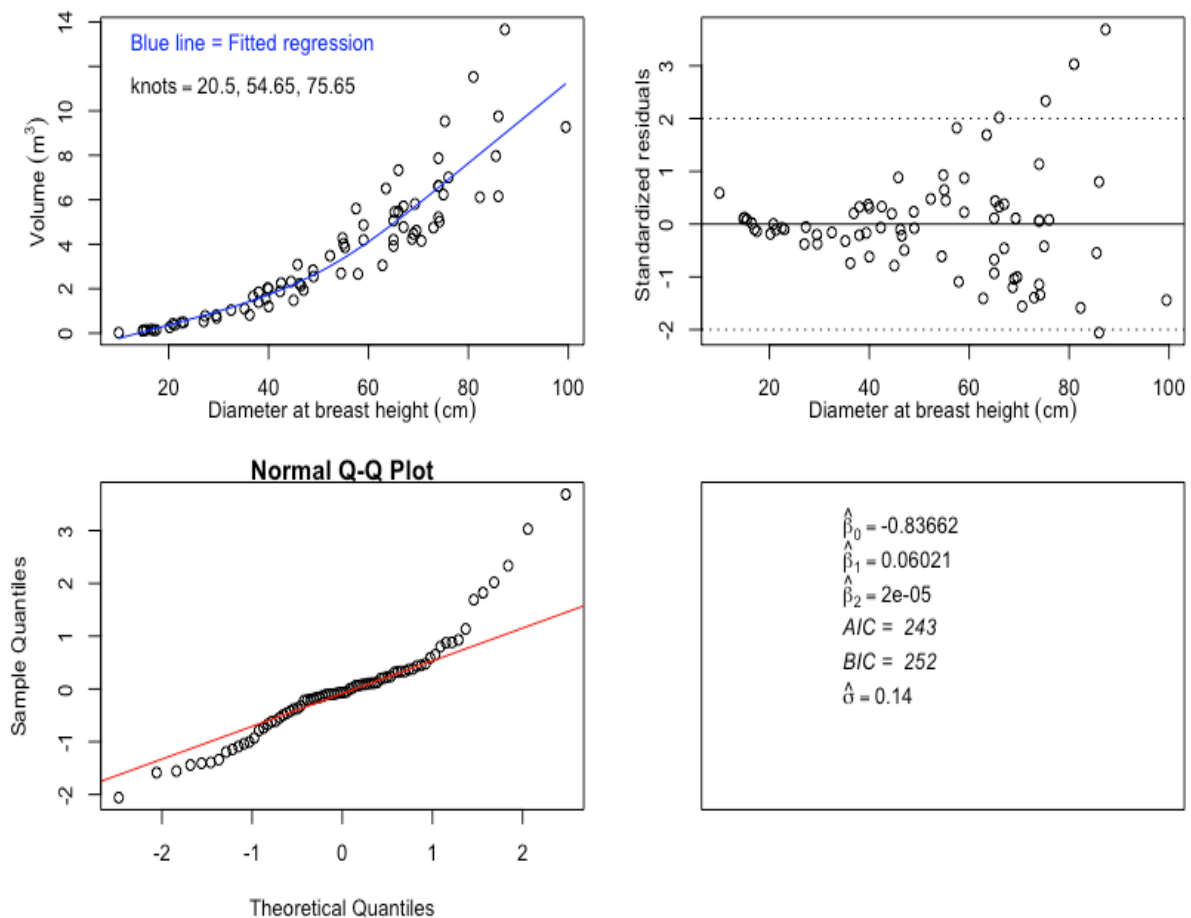 Blue line = Fitted regression
knots = 20.5, 54.65, 75.65
Volume (m³)
0 2 4 6 8 10 14
20 40 60 80 100
Diameter at breast height (cm)
Standardized residuals
-2 -1 0 1 2 3
20 40 60 80 100
Diameter at breast height (cm)
Normal Q-Q Plot
Sample Quantiles
-2 -1 0 1 2 3
-2 -1 0 1 2
Theoretical Quantiles
β̂₀ = -0.83662
β̂₁ = 0.06021
β̂₂ = 2e-05
AIC = 243
BIC = 252
σ̂ = 0.14